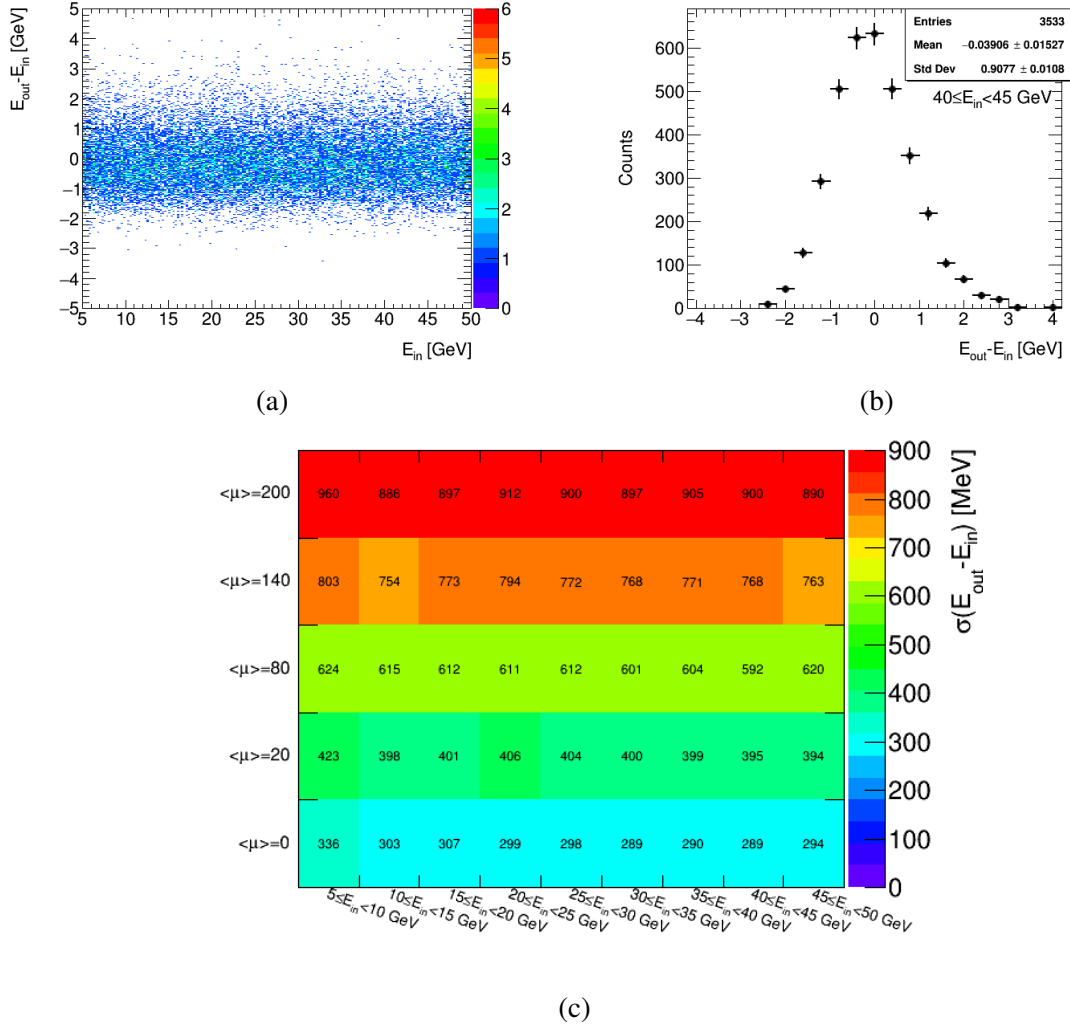 E_out-E_in [GeV]
5
4
3
2
1
0
−1
−2
−3
−4
−5
5 10 15 20 25 30 35 40 45 50
E_in [GeV]
6
5
4
3
2
1
0
(a)
Counts
600
500
400
300
200
100
0
−4 −3 −2 −1 0 1 2 3 4
E_out-E_in [GeV]
Entries 3533
Mean −0.03906 ± 0.01527
Std Dev 0.9077 ± 0.0108
40≤E_in<45 GeV
(b)
<μ>=200 960 886 897 912 900 897 905 900 890
<μ>=140 803 754 773 794 772 768 771 768 763
<μ>=80 624 615 612 611 612 601 604 592 620
<μ>=20 423 398 401 406 404 400 399 395 394
<μ>=0 336 303 307 299 298 289 290 289 294
5≤E_in<10 GeV
10≤E_in<15 GeV
15≤E_in<20 GeV
20≤E_in<25 GeV
25≤E_in<30 GeV
30≤E_in<35 GeV
35≤E_in<40 GeV
40≤E_in<45 GeV
45≤E_in<50 GeV
900
800
700
600
500
400
300
200
100
0
σ(E_out-E_in) [MeV]
(c)